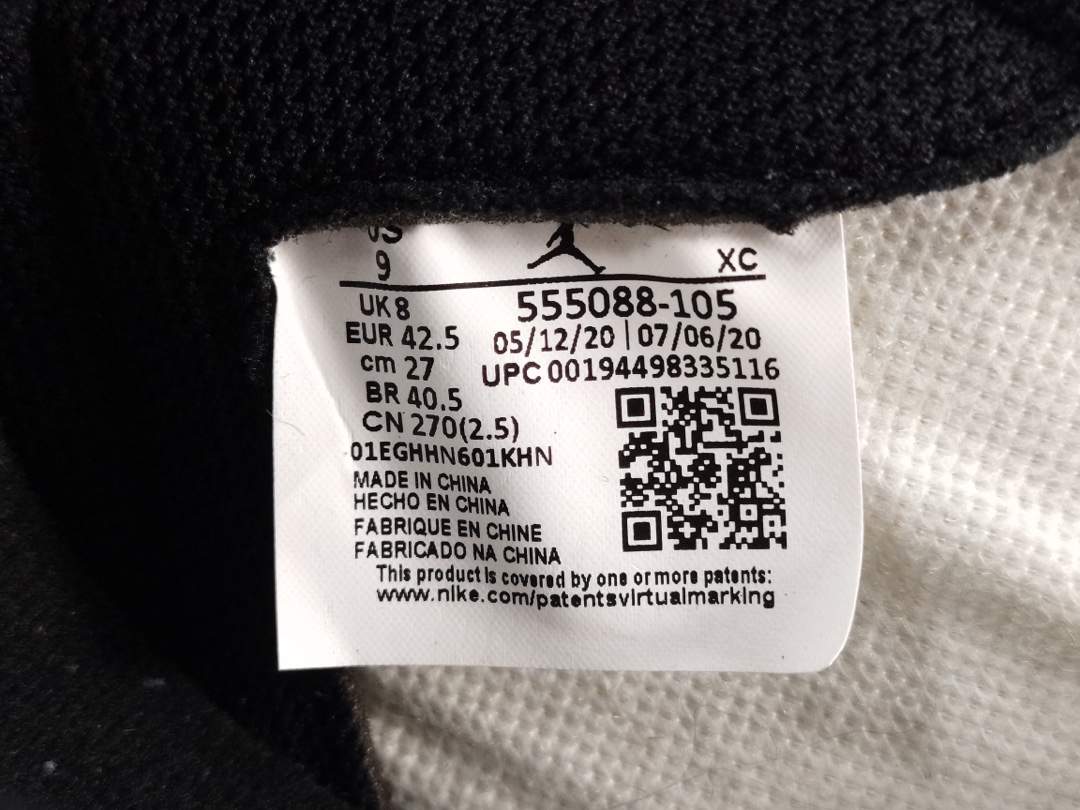 US
9
XC
UK 8
555088-105
EUR 42.5
05/12/20 | 07/06/20
cm 27
UPC 00194498335116
BR 40.5
CN 270(2.5)
01EGHHN601KHN
MADE IN CHINA
HECHO EN CHINA
FABRIQUE EN CHINE
FABRICADO NA CHINA
This product is covered by one or more patents:
www.nike.com/patentsvirtualmarking